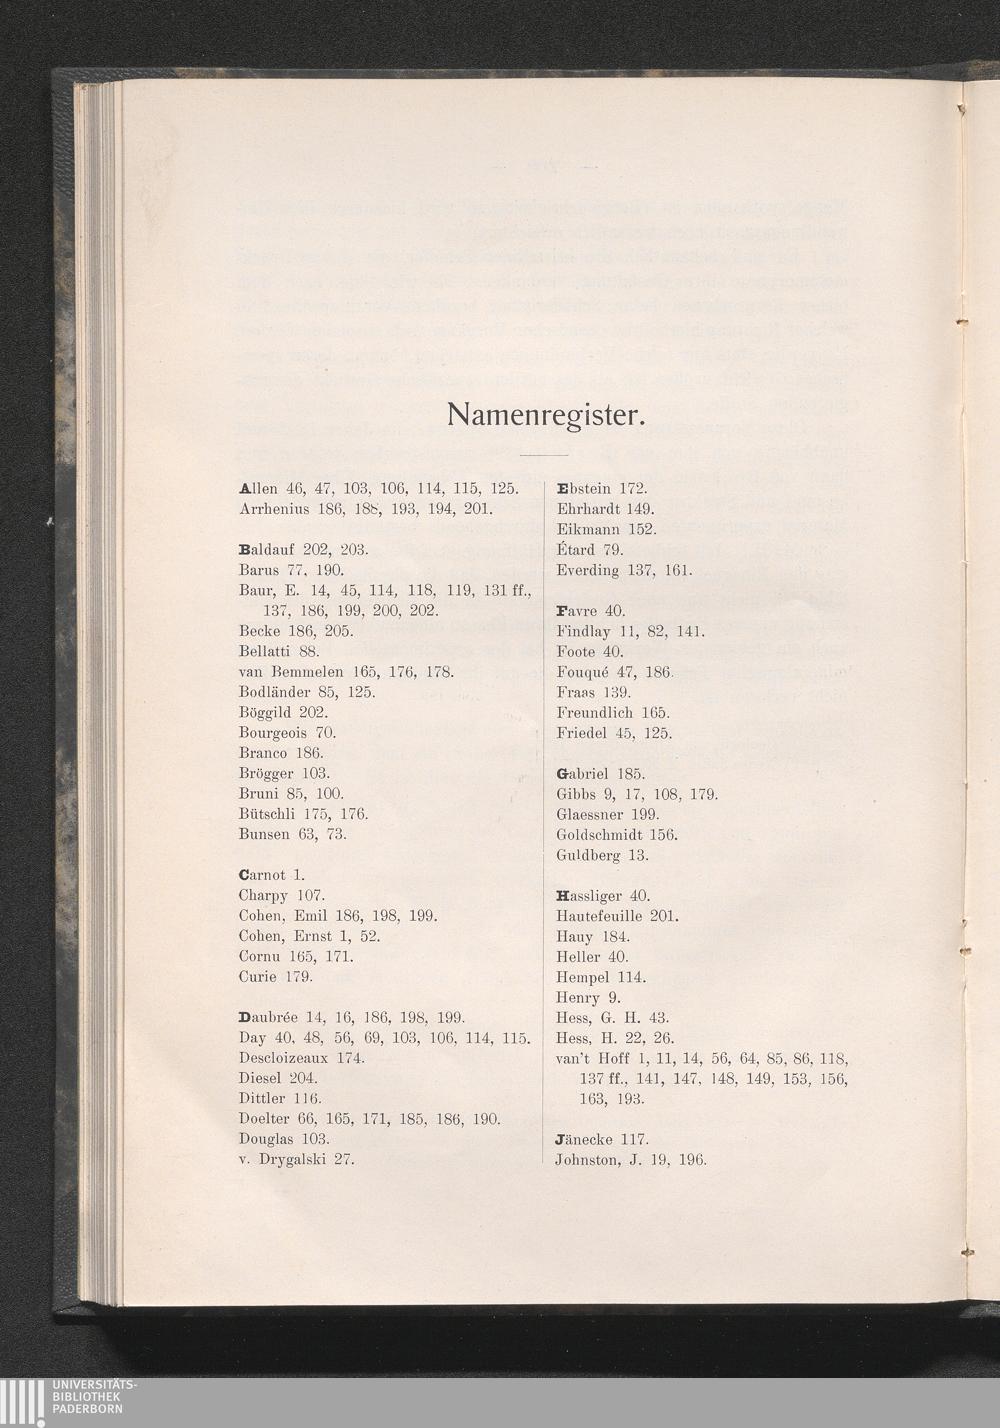 Namenregister.
Allen 46, 47, 103, 106, 114, 115, 125.
Arrhenius 186, 188, 193, 194, 201.
Baldauf 202, 203.
Barus 77, 190.
Baur, E. 14, 45, 114, 118, 119, 131 ff.,
137, 186, 199, 200, 202.
Becke 186, 205.
Bellatti 88.
van Bemmelen 165, 176, 178.
Bodländer 85, 125.
Böggild 202.
Bourgeois 70.
Branco 186.
Brögger 103.
Bruni 85, 100.
Bütschli 175, 176.
Bunsen 63, 73.
Carnot 1.
Charpy 107.
Cohen, Emil 186, 198, 199.
Cohen, Ernst 1, 52.
Cornu 165, 171.
Curie 179.
Daubrée 14, 16, 186, 198, 199.
Day 40, 48, 56, 69, 103, 106, 114, 115.
Descloizeaux 174.
Diesel 204.
Dittler 116.
Doelter 66, 165, 171, 185, 186, 190.
Douglas 103.
v. Drygalski 27.
Ebstein 172.
Ehrhardt 149.
Eikmann 152.
Étard 79.
Everding 137, 161.
Favre 40.
Findlay 11, 82, 141.
Foote 40.
Fouqué 47, 186.
Fraas 139.
Freundlich 165.
Friedel 45, 125.
Gabriel 185.
Gibbs 9, 17, 108, 179.
Glaessner 199.
Goldschmidt 156.
Guldberg 13.
Hassliger 40.
Hautefeuille 201.
Hauy 184.
Heller 40.
Hempel 114.
Henry 9.
Hess, G. H. 43.
Hess, H. 22, 26.
van't Hoff 1, 11, 14, 56, 64, 85, 86, 118,
137 ff., 141, 147, 148, 149, 153, 156,
163, 193.
Jänecke 117.
Johnston, J. 19, 196.
UNIVERSITÄTS-
BIBLIOTHEK
PADERBORN